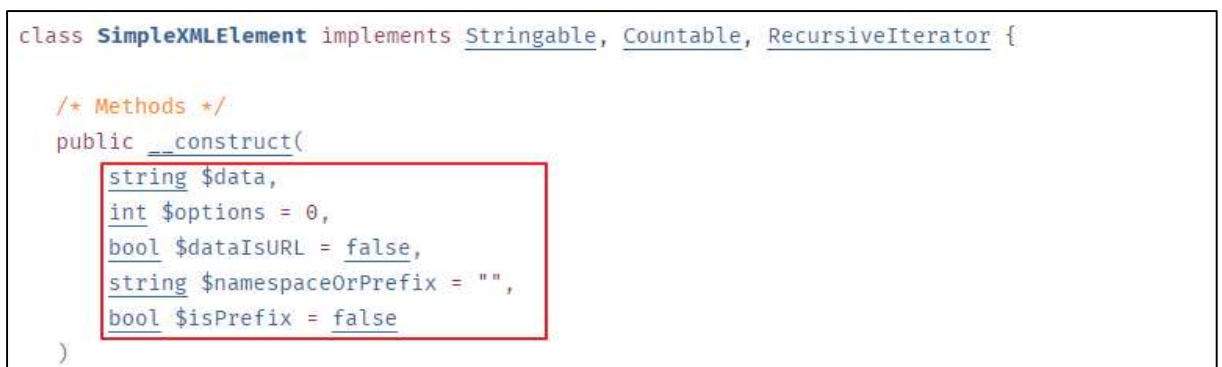 class SimpleXMLElement implements Stringable, Countable, RecursiveIterator {
/* Methods */
public __construct(
string $data,
int $options = 0,
bool $dataIsURL = false,
string $namespaceOrPrefix = "",
bool $isPrefix = false
)